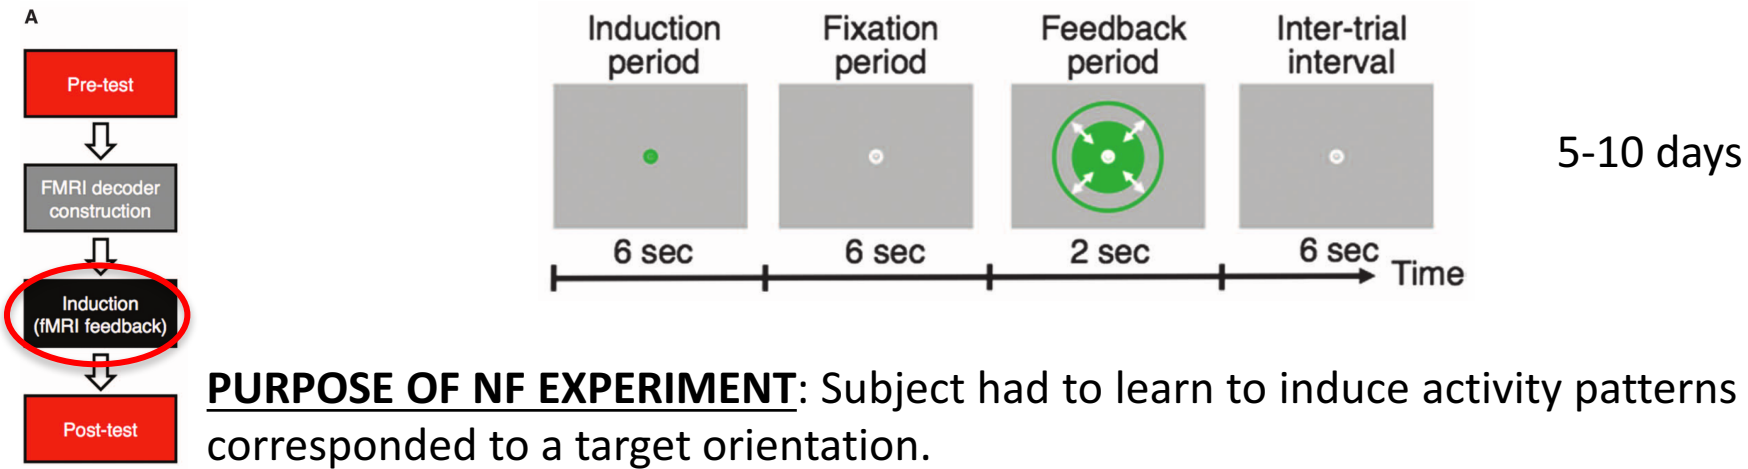 A
Pre-test
FMRI decoder
construction
Induction
(fMRI feedback)
Post-test
Induction
period
Fixation
period
Feedback
period
Inter-trial
interval
6 sec
6 sec
2 sec
6 sec
Time
5-10 days
PURPOSE OF NF EXPERIMENT: Subject had to learn to induce activity patterns
corresponded to a target orientation.